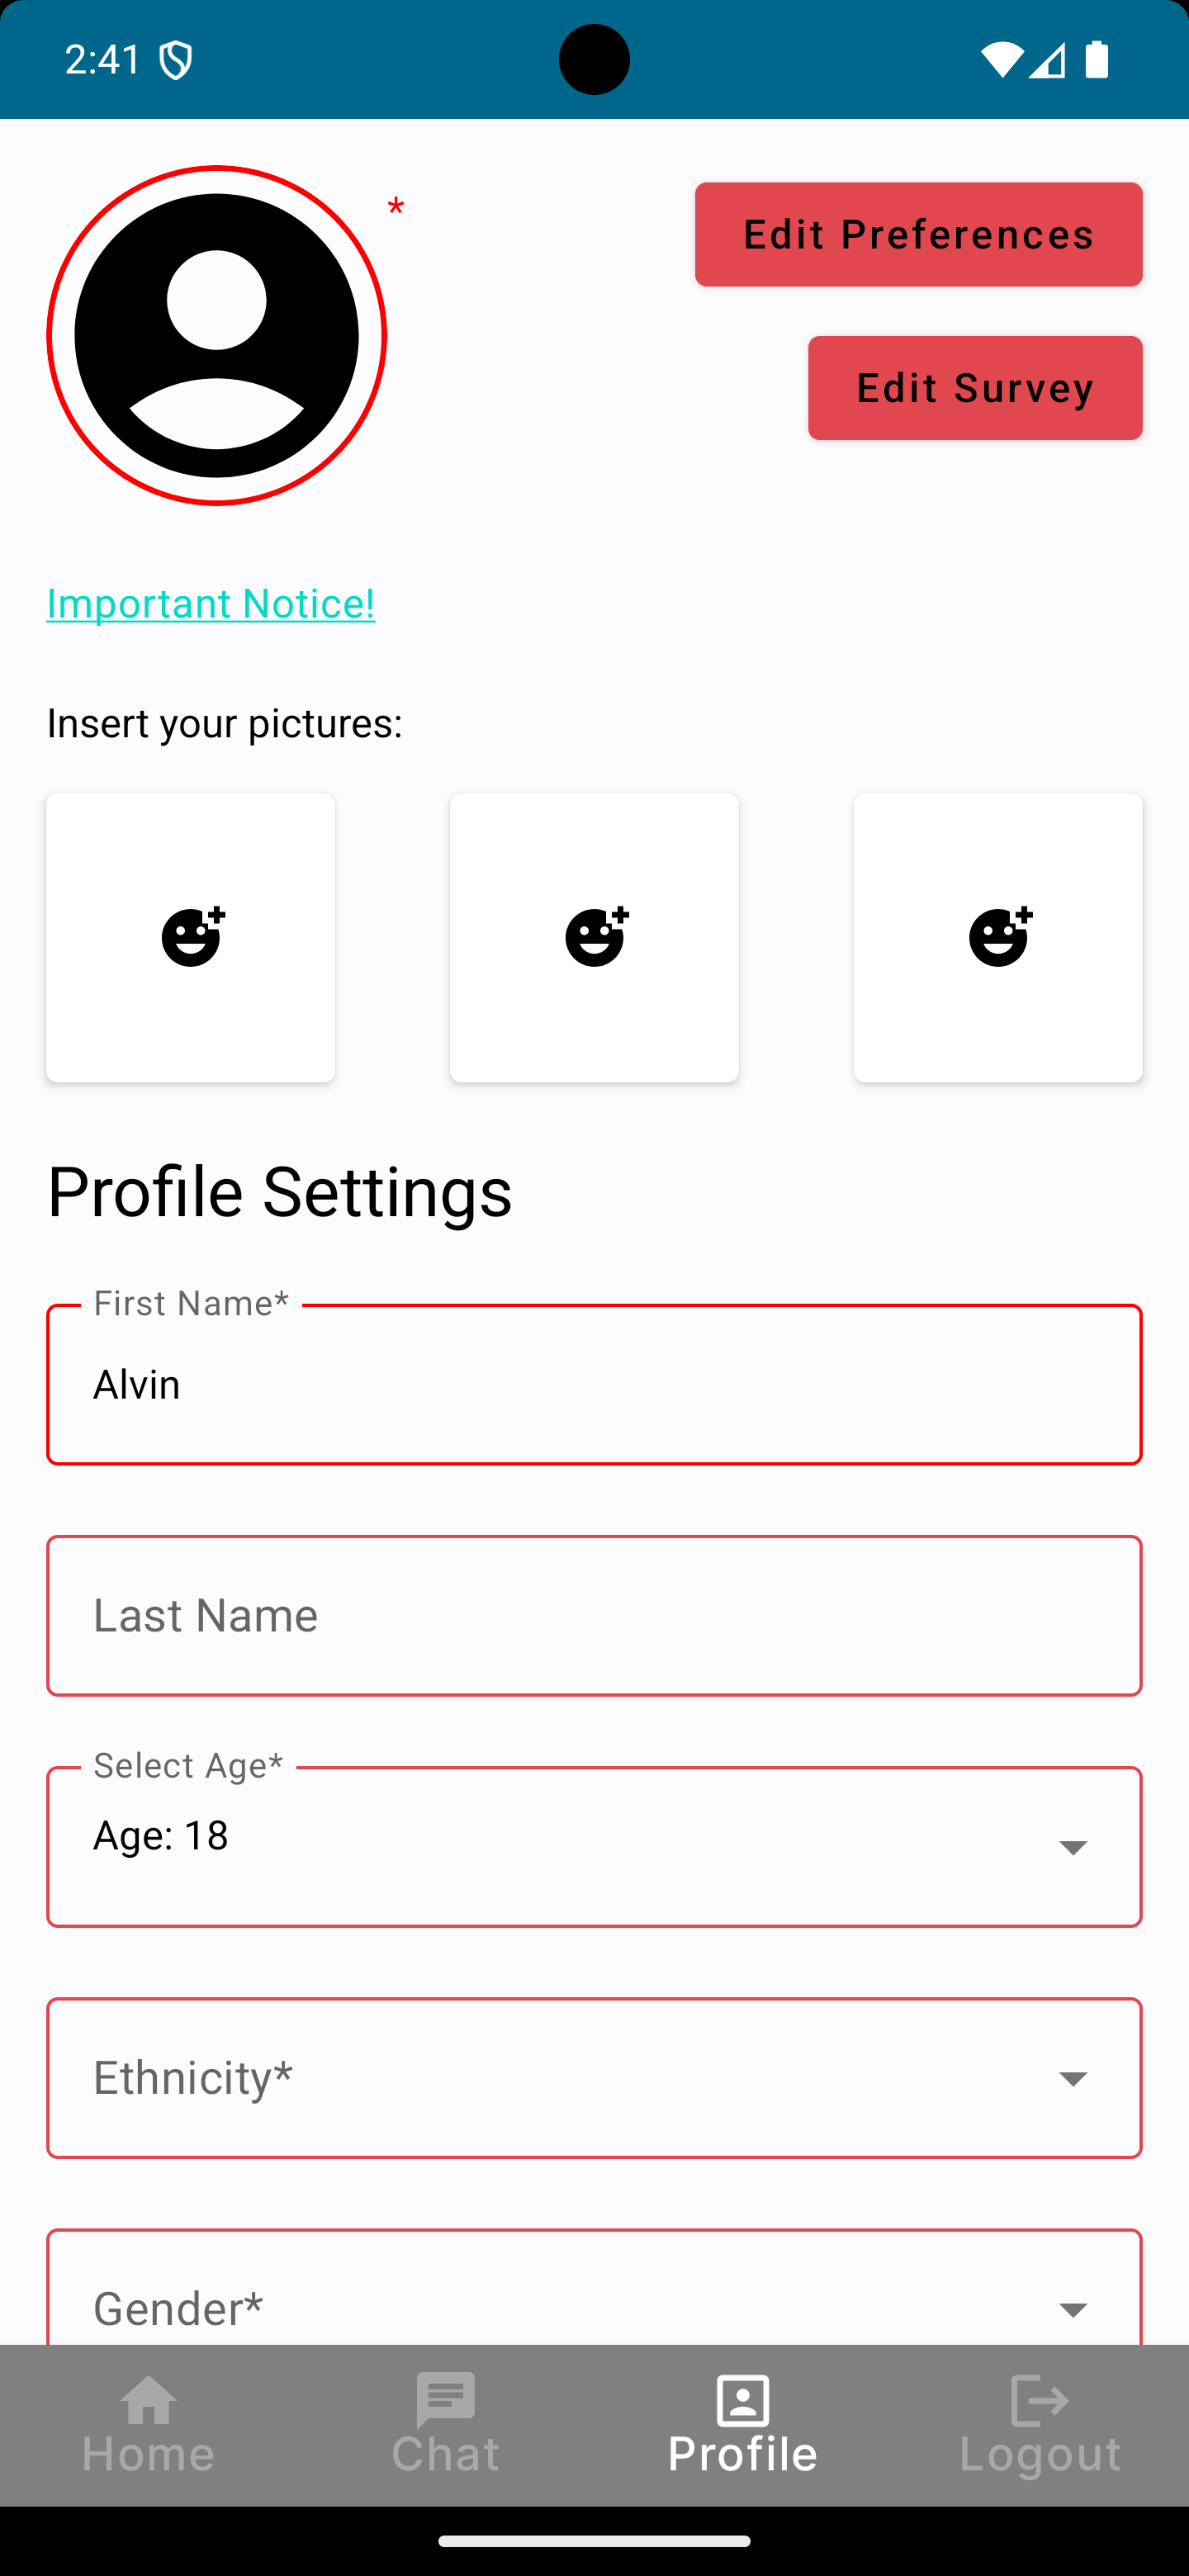 2:41
*
Edit Preferences
Edit Survey
Important Notice!
Insert your pictures:
Profile Settings
First Name*
Alvin
Last Name
Select Age*
Age: 18
Ethnicity*
Gender*
Home Chat Profile Logout